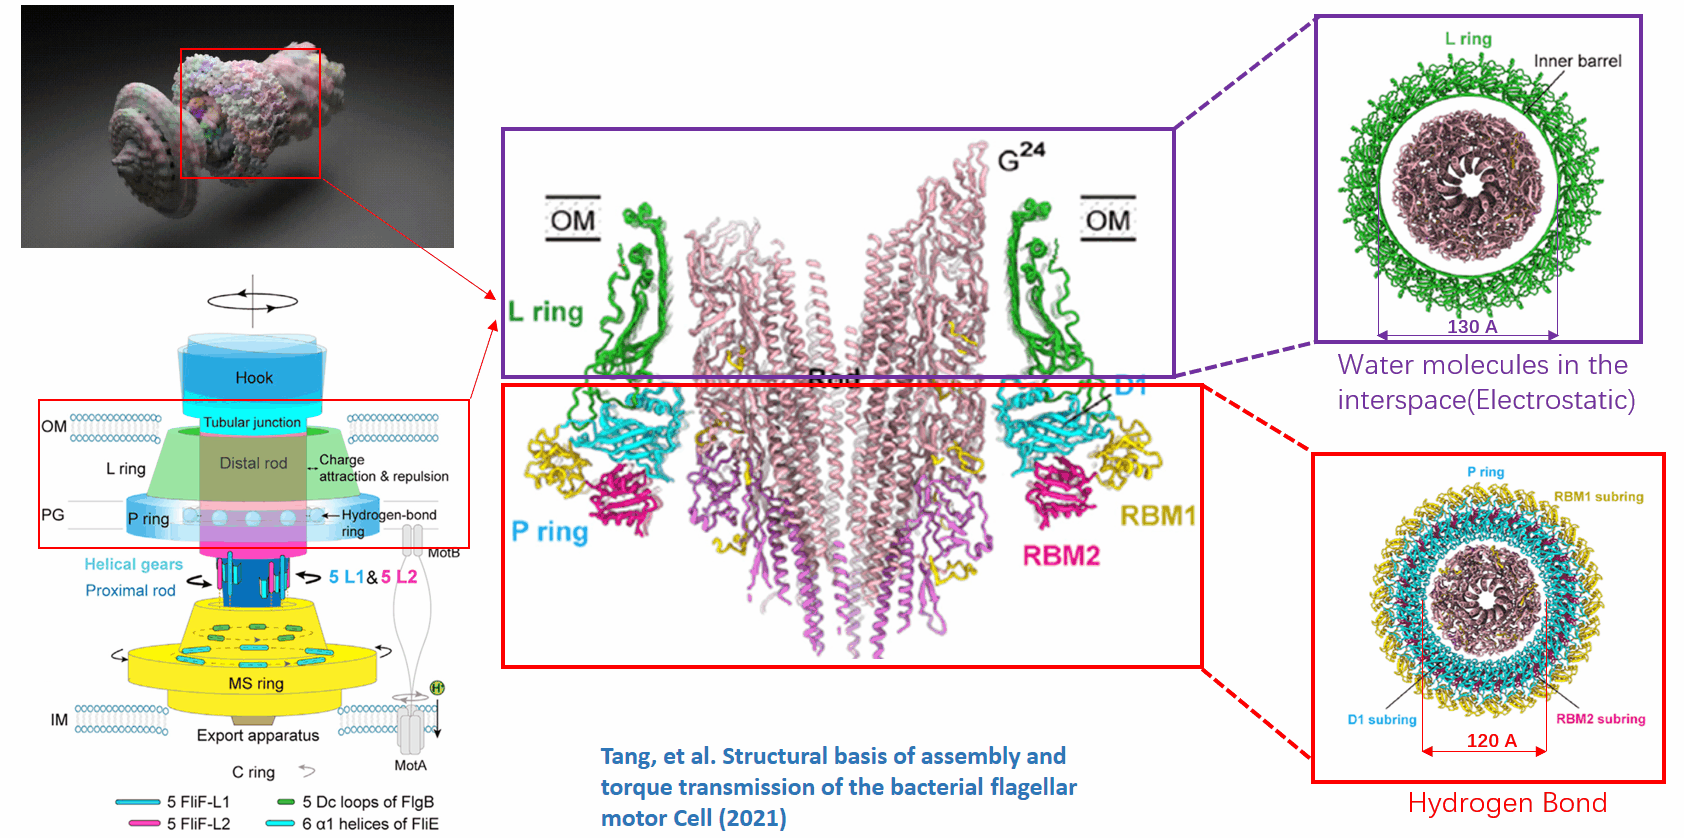 Hook
Tubular junction
OM
L ring
Distal rod
Charge
attraction & repulsion
PG
P ring
Hydrogen-bond
ring
MotB
Helical gears
Proximal rod
5 L1&5 L2
MS ring
H⁺
IM
Export apparatus
MotA
C ring
5 FliF-L1
5 Dc loops of FlgB
5 FliF-L2
6 α1 helices of FliE
G24
OM
OM
L ring
Rod
D1
P ring
RBM1
RBM2
Tang, et al. Structural basis of assembly and
torque transmission of the bacterial flagellar
motor Cell (2021)
L ring
Inner barrel
130 A
Water molecules in the
interspace(Electrostatic)
P ring
RBM1 subring
D1 subring
RBM2 subring
120 A
Hydrogen Bond